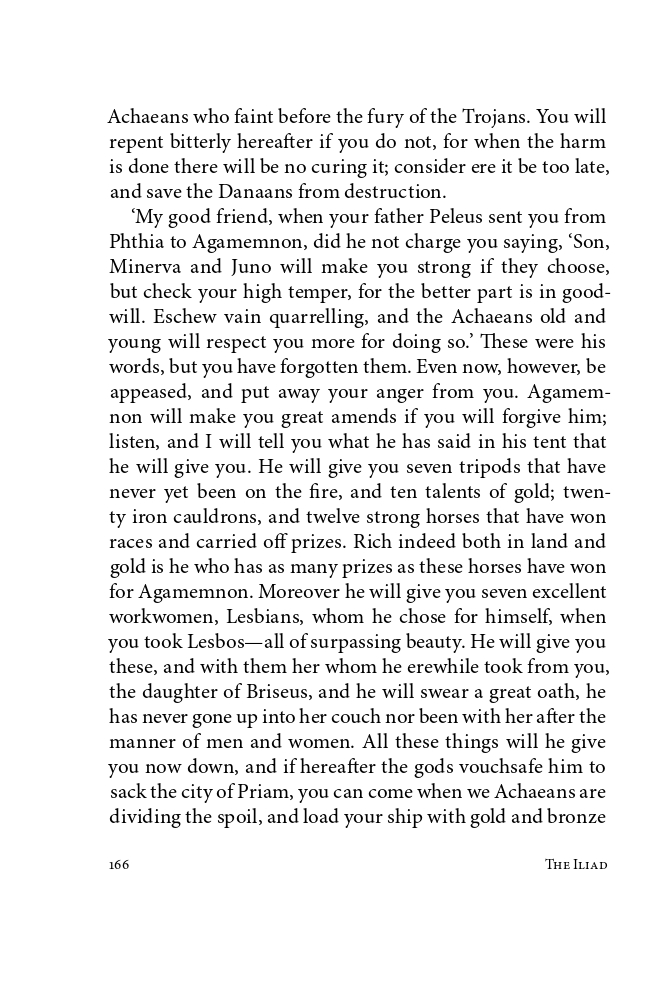 Achaeans who faint before the fury of the Trojans. You will
repent bitterly hereafter if you do not, for when the harm
is done there will be no curing it; consider ere it be too late,
and save the Danaans from destruction.
‘My good friend, when your father Peleus sent you from
Phthia to Agamemnon, did he not charge you saying, ‘Son,
Minerva and Juno will make you strong if they choose,
but check your high temper, for the better part is in good-
will. Eschew vain quarrelling, and the Achaeans old and
young will respect you more for doing so.’ These were his
words, but you have forgotten them. Even now, however, be
appeased, and put away your anger from you. Agamem-
non will make you great amends if you will forgive him;
listen, and I will tell you what he has said in his tent that
he will give you. He will give you seven tripods that have
never yet been on the fire, and ten talents of gold; twen-
ty iron cauldrons, and twelve strong horses that have won
races and carried off prizes. Rich indeed both in land and
gold is he who has as many prizes as these horses have won
for Agamemnon. Moreover he will give you seven excellent
workwomen, Lesbians, whom he chose for himself, when
you took Lesbos—all of surpassing beauty. He will give you
these, and with them her whom he erewhile took from you,
the daughter of Briseus, and he will swear a great oath, he
has never gone up into her couch nor been with her after the
manner of men and women. All these things will he give
you now down, and if hereafter the gods vouchsafe him to
sack the city of Priam, you can come when we Achaeans are
dividing the spoil, and load your ship with gold and bronze
166 The Iliad